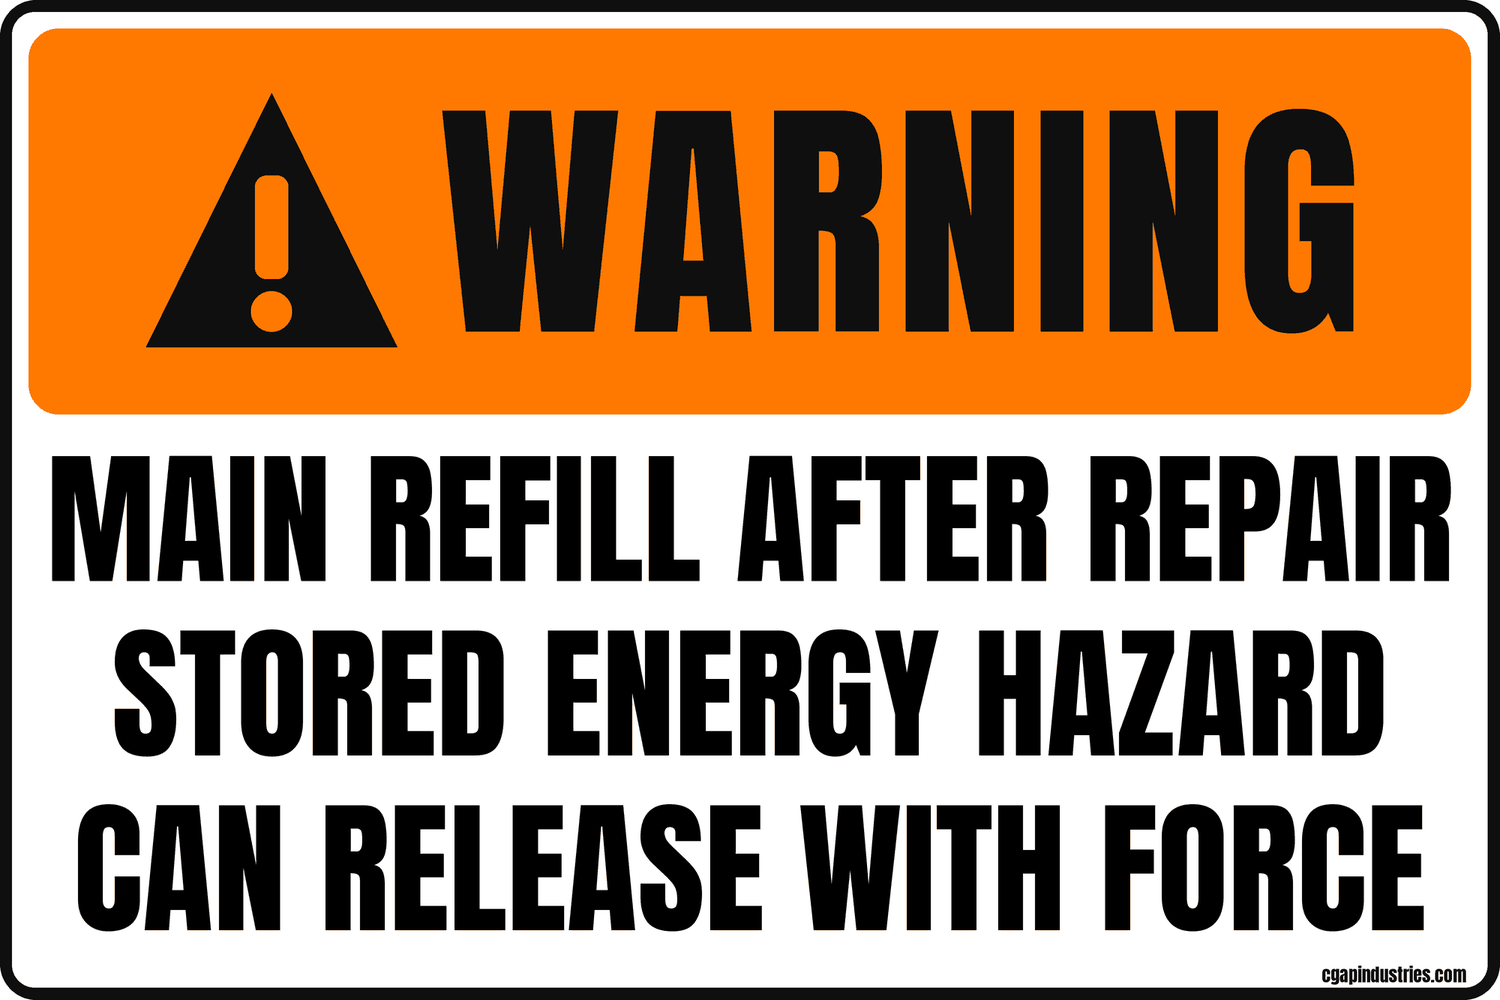 WARNING
MAIN REFILL AFTER REPAIR
STORED ENERGY HAZARD
CAN RELEASE WITH FORCE
cgapindustries.com